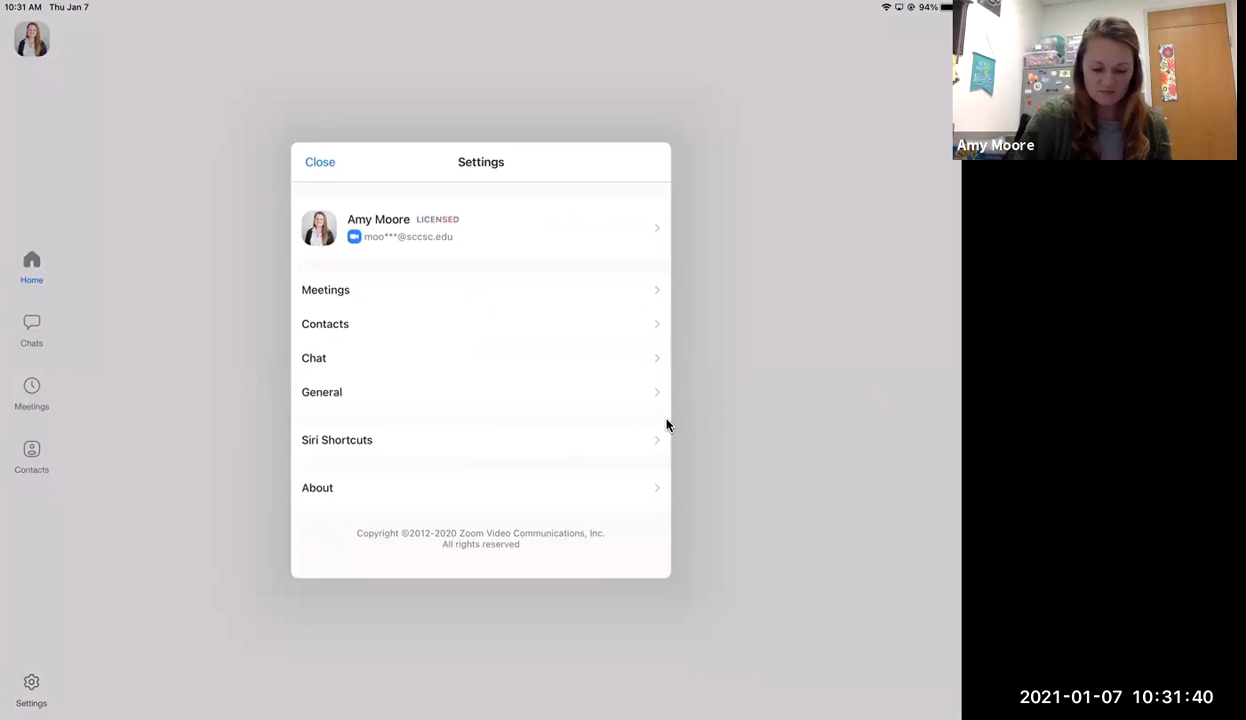 10:31 AM Thu Jan 7
94%
Home
Chats
Meetings
Contacts
Settings
Close
Settings
Amy Moore LICENSED
moo***@sccsc.edu
Meetings
Contacts
Chat
General
Siri Shortcuts
About
Copyright ©2012-2020 Zoom Video Communications, Inc.
All rights reserved
Amy Moore
2021-01-07 10:31:40